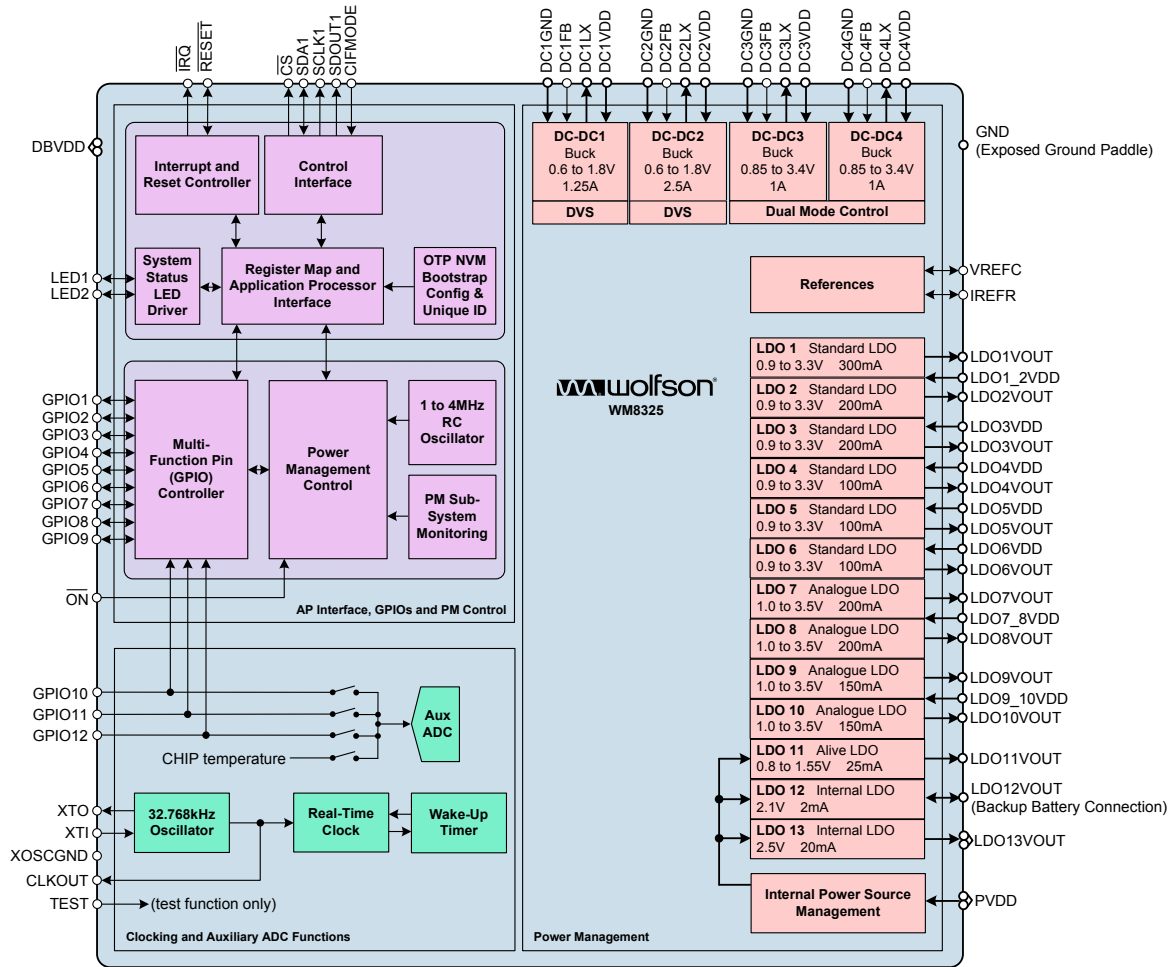 IRQ
RESET
CS
SDA1
SCLK1
SDOUT1
CIFMODE
DC1GND
DC1FB
DC1LX
DC1VDD
DC2GND
DC2FB
DC2LX
DC2VDD
DC3GND
DC3FB
DC3LX
DC3VDD
DC4GND
DC4FB
DC4LX
DC4VDD
DBVDD
LED1
LED2
GPIO1
GPIO2
GPIO3
GPIO4
GPIO5
GPIO6
GPIO7
GPIO8
GPIO9
ON
GPIO10
GPIO11
GPIO12
XTO
XTI
XOSCGND
CLKOUT
TEST
Interrupt and
Reset Controller
Control
Interface
System
Status
LED
Driver
Register Map and
Application Processor
Interface
OTP NVM
Bootstrap
Config &
Unique ID
Multi-
Function Pin
(GPIO)
Controller
Power
Management
Control
1 to 4MHz
RC
Oscillator
PM Sub-
System
Monitoring
AP Interface, GPIOs and PM Control
CHIP temperature
Aux
ADC
32.768kHz
Oscillator
Real-Time
Clock
Wake-Up
Timer
(test function only)
Clocking and Auxiliary ADC Functions
DC-DC1
Buck
0.6 to 1.8V
1.25A
DVS
DC-DC2
Buck
0.6 to 1.8V
2.5A
DVS
DC-DC3
Buck
0.85 to 3.4V
1A
DC-DC4
Buck
0.85 to 3.4V
1A
Dual Mode Control
References
wolfson®
WM8325
LDO 1 Standard LDO
0.9 to 3.3V 300mA
LDO 2 Standard LDO
0.9 to 3.3V 200mA
LDO 3 Standard LDO
0.9 to 3.3V 200mA
LDO 4 Standard LDO
0.9 to 3.3V 100mA
LDO 5 Standard LDO
0.9 to 3.3V 100mA
LDO 6 Standard LDO
0.9 to 3.3V 100mA
LDO 7 Analogue LDO
1.0 to 3.5V 200mA
LDO 8 Analogue LDO
1.0 to 3.5V 200mA
LDO 9 Analogue LDO
1.0 to 3.5V 150mA
LDO 10 Analogue LDO
1.0 to 3.5V 150mA
LDO 11 Alive LDO
0.8 to 1.55V 25mA
LDO 12 Internal LDO
2.1V 2mA
LDO 13 Internal LDO
2.5V 20mA
Internal Power Source
Management
Power Management
GND
(Exposed Ground Paddle)
VREFC
IREFR
LDO1VOUT
LDO1_2VDD
LDO2VOUT
LDO3VDD
LDO3VOUT
LDO4VDD
LDO4VOUT
LDO5VDD
LDO5VOUT
LDO6VDD
LDO6VOUT
LDO7VOUT
LDO7_8VDD
LDO8VOUT
LDO9VOUT
LDO9_10VDD
LDO10VOUT
LDO11VOUT
LDO12VOUT
(Backup Battery Connection)
LDO13VOUT
PVDD